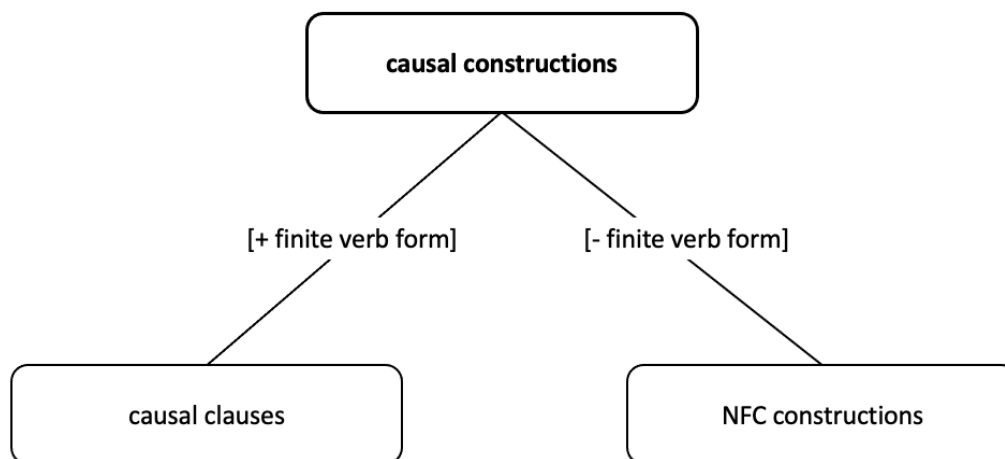 causal constructions
[+ finite verb form]
[- finite verb form]
causal clauses
NFC constructions